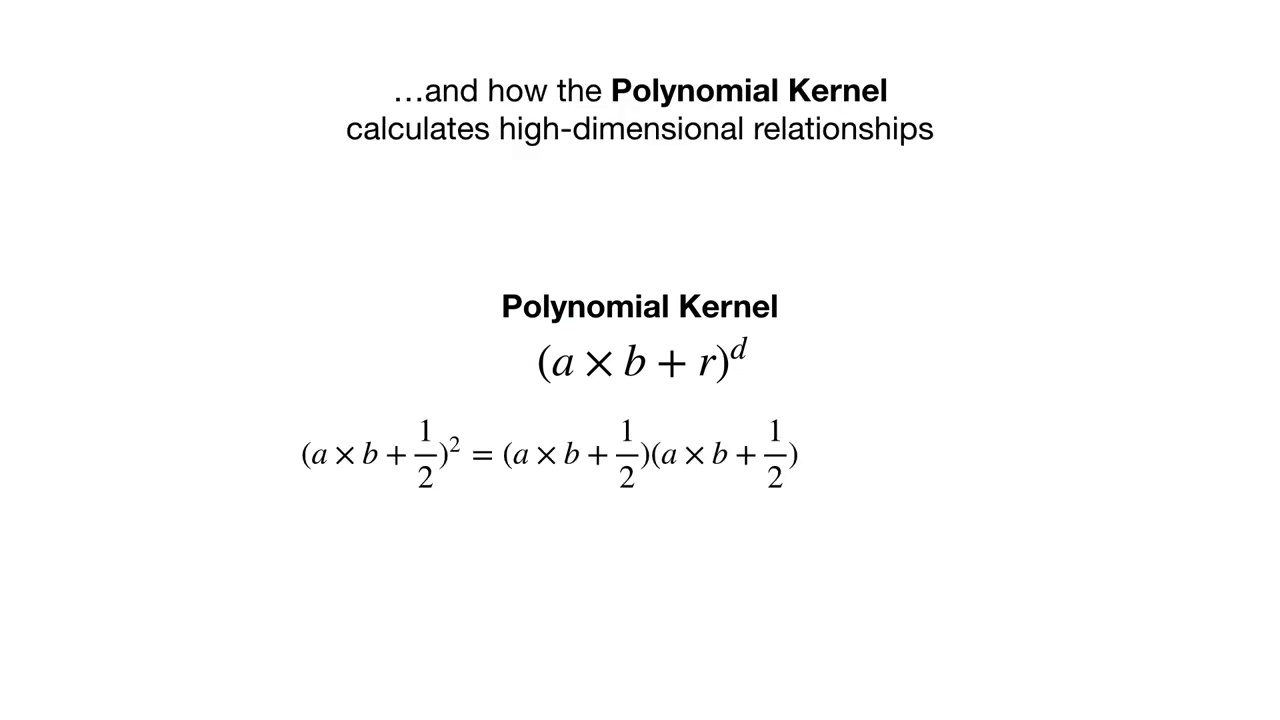 …and how the Polynomial Kernel
calculates high-dimensional relationships
Polynomial Kernel
(a × b + r)^d
(a × b + 1/2)^2 = (a × b + 1/2)(a × b + 1/2)